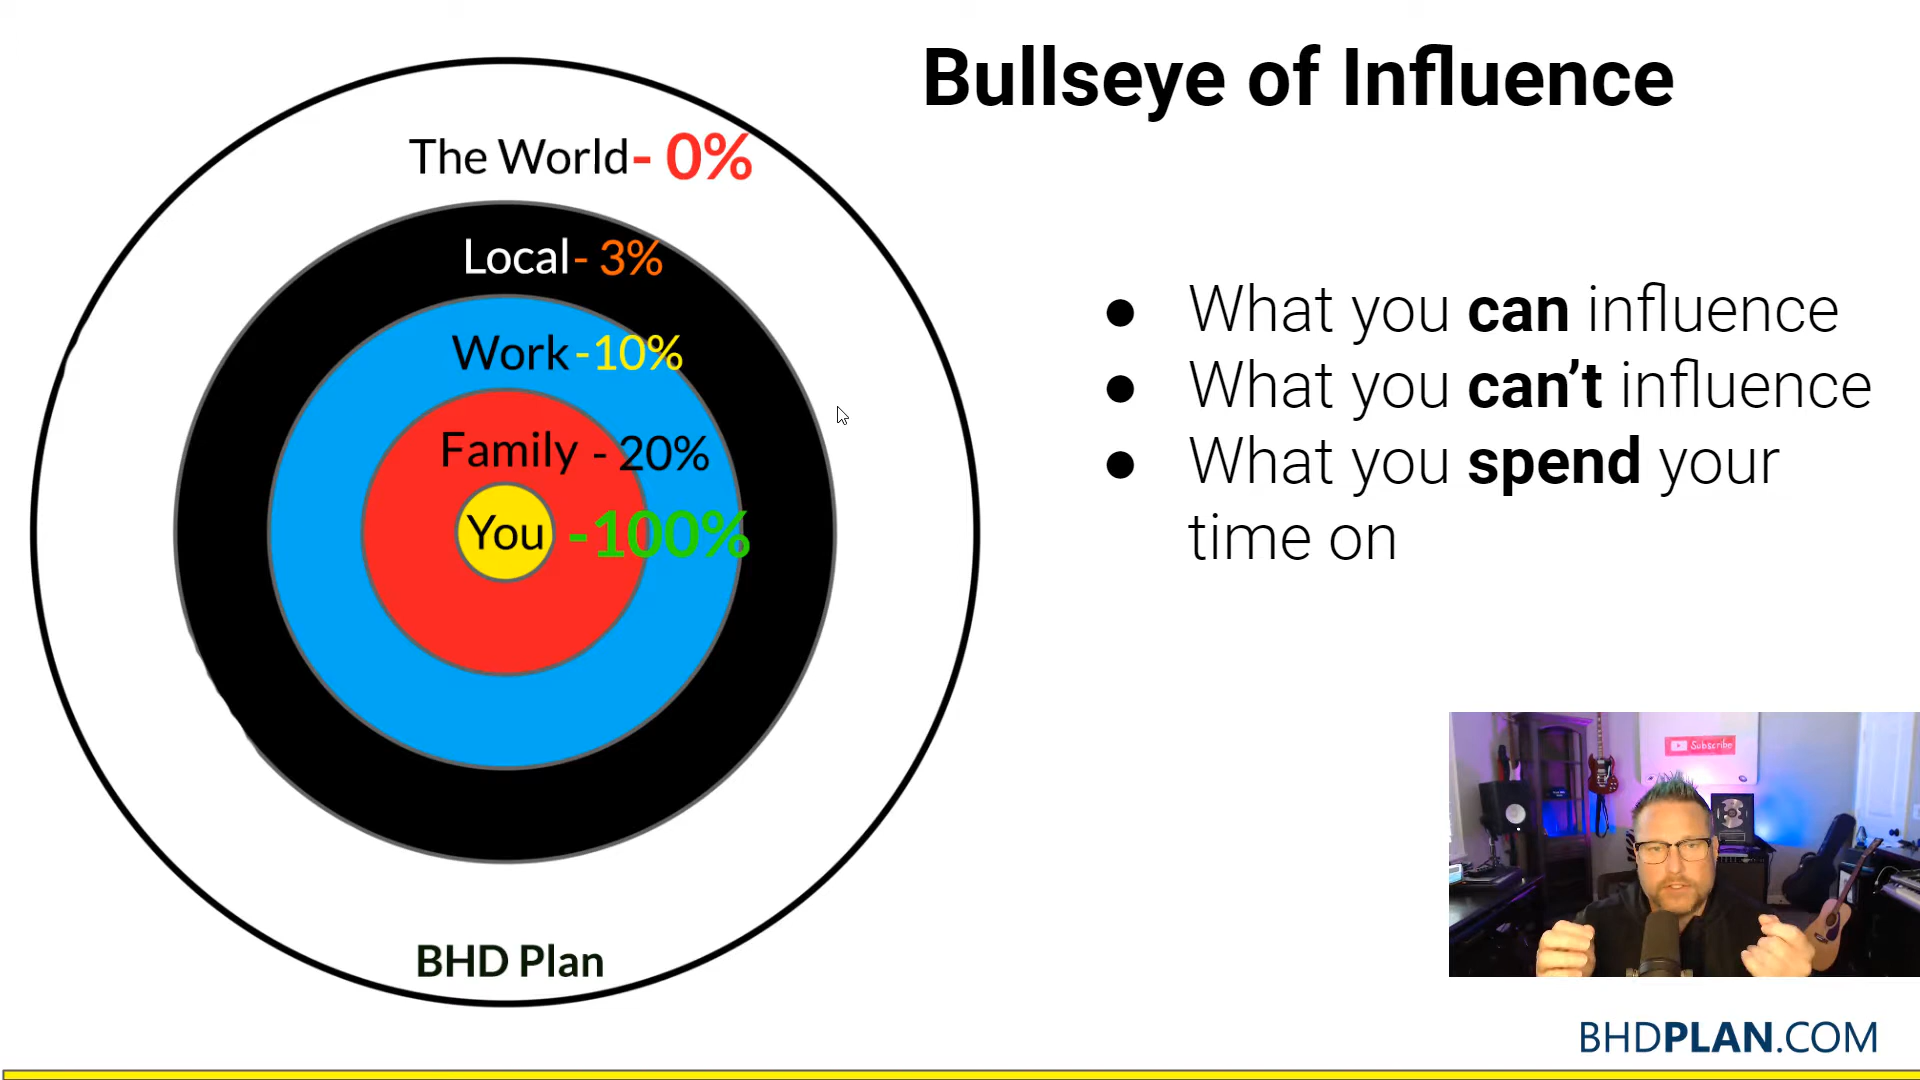 Bullseye of Influence
The World- 0%
Local- 3%
Work-10%
Family - 20%
You -100%
BHD Plan
● What you can influence
● What you can’t influence
● What you spend your
time on
Subscribe
BHDPLAN.COM